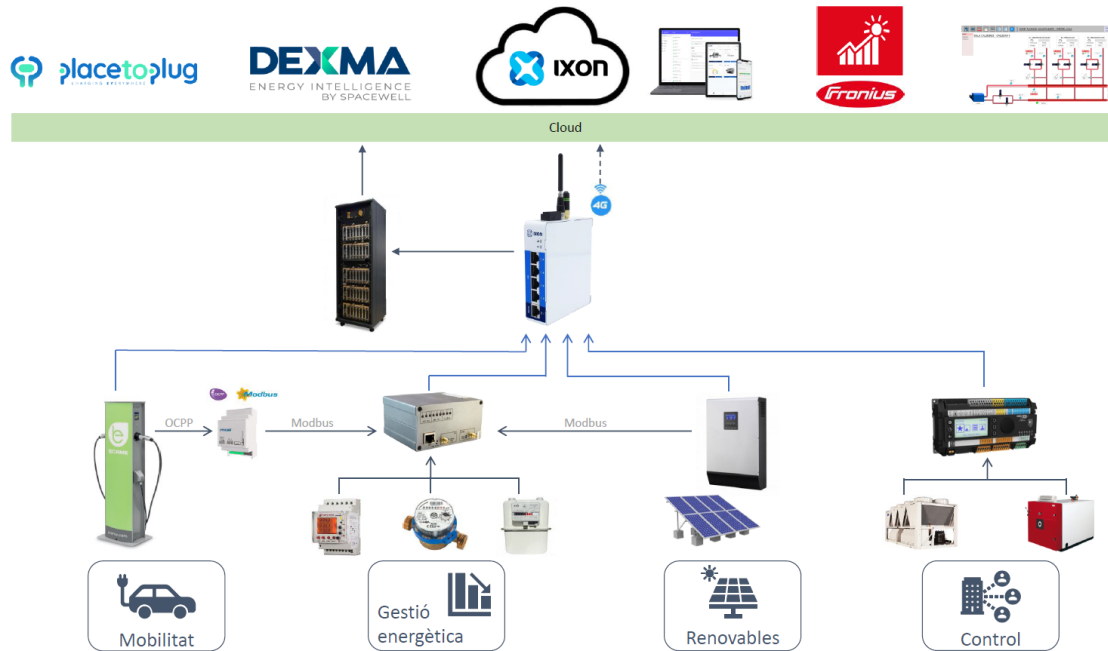 placetoplug
DEXMA
ENERGY INTELLIGENCE
BY SPACEWELL
IXON
Fronius
Cloud
4G
OCPP
Modbus
Modbus
Modbus
Mobilitat
Gestió
energètica
Renovables
Control